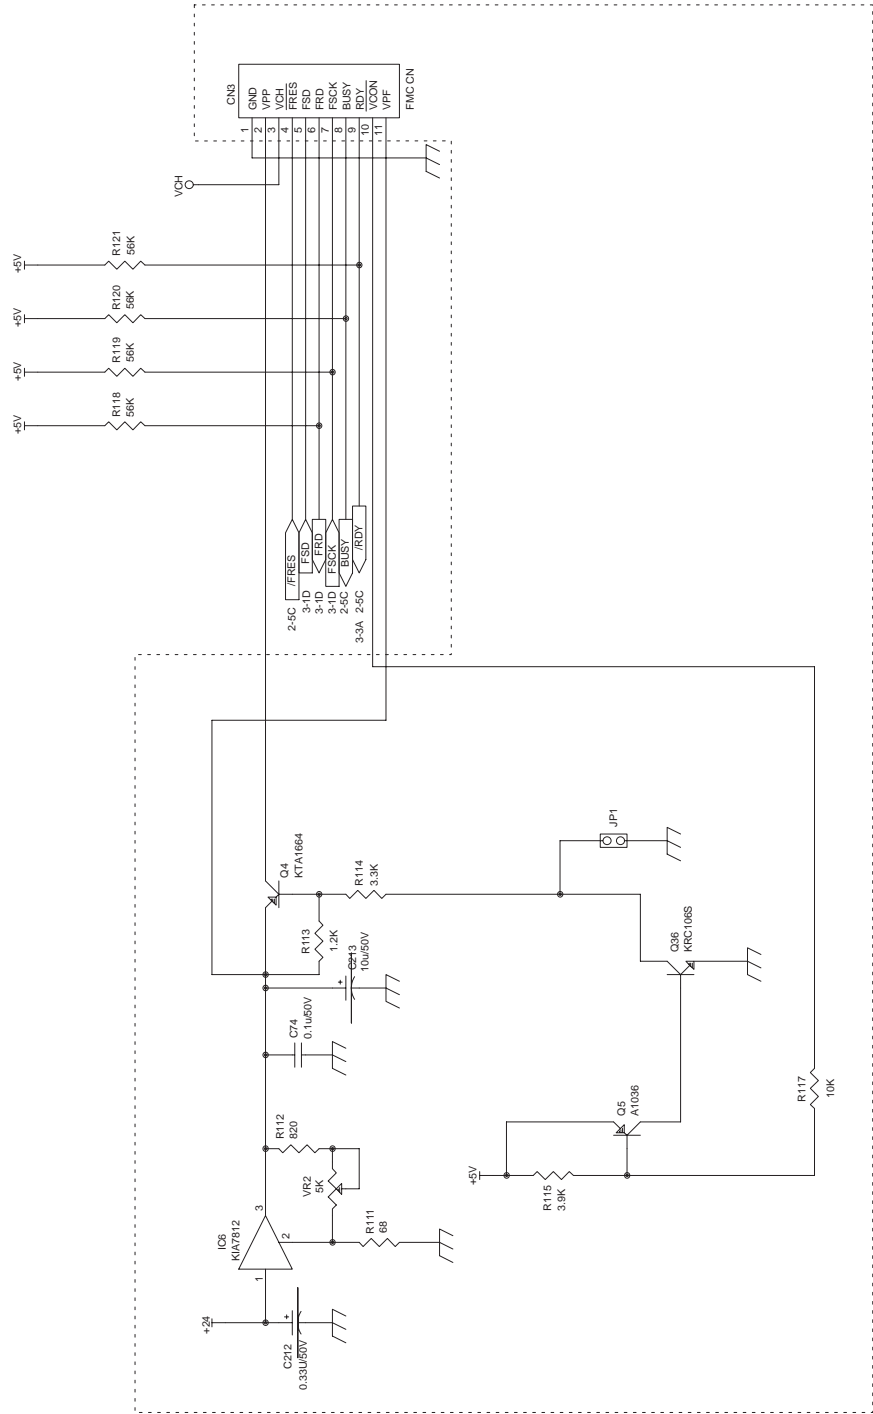 CN3
1 GND
2 VPP
3 VCH
4 FRES
5 FSD
6 FRD
7 FSCK
8 BUSY
9 RDY
10 VCON
11 VPF
FMC CN
VCH
+5V
R121
56K
+5V
R120
56K
+5V
R119
56K
+5V
R118
56K
2-5C /FRES
3-1D FSD
3-1D FRD
3-1D FSCK
2-5C BUSY
3-3A 2-5C /RDY
+24
C212
0.33U/50V
+
IC6
KIA7812
1
2
3
R112
820
VR2
5K
R111
68
C74
0.1u/50V
C213
10u/50V
+
R113
1.2K
Q4
KTA1664
R114
3.3K
JP1
Q36
KRC106S
Q5
A1036
+5V
R115
3.9K
R117
10K